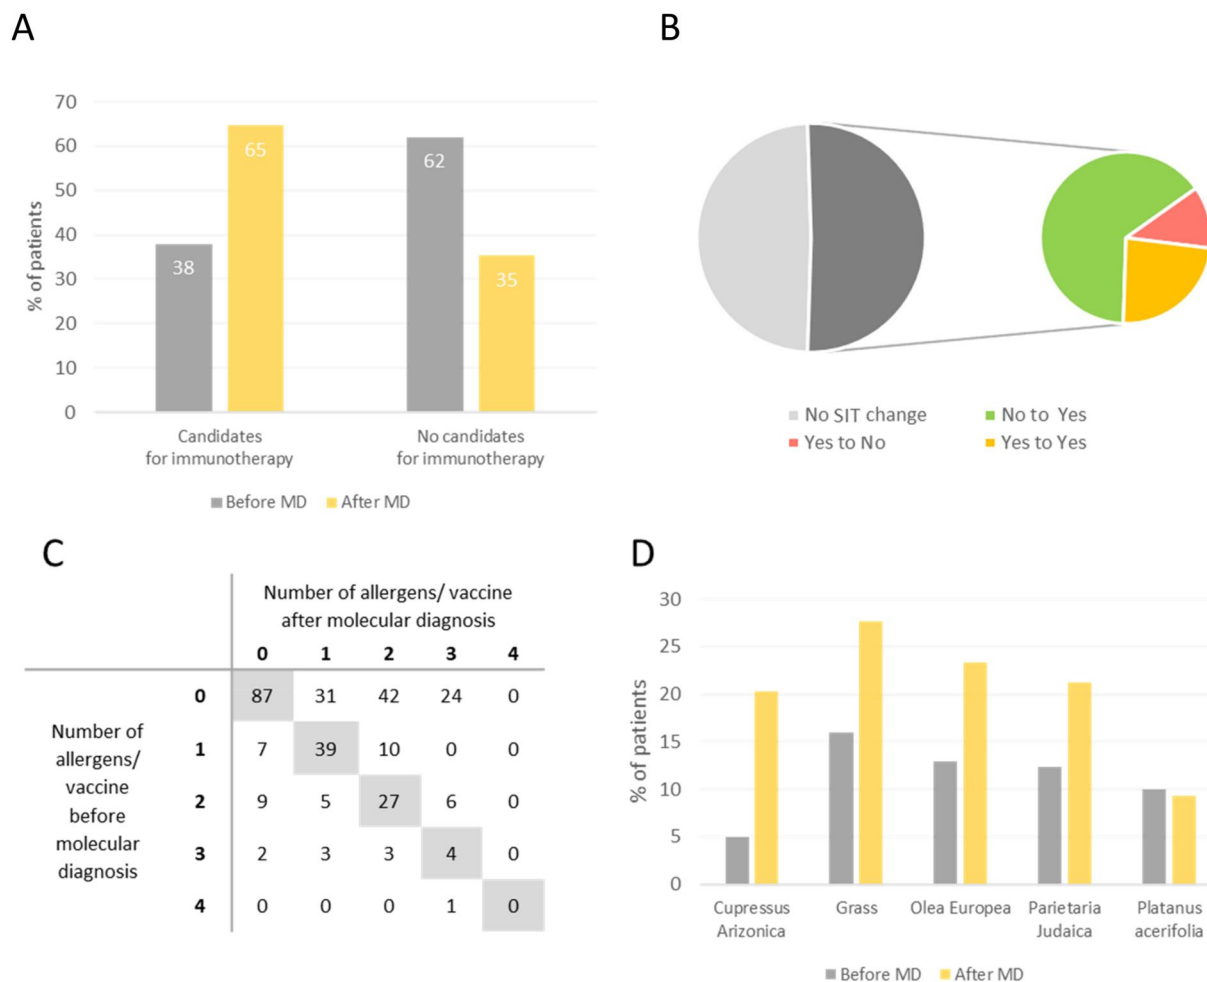 A
B
% of patients
70
60
50
40
30
20
10
0
38
65
62
35
Candidates
for immunotherapy
No candidates
for immunotherapy
Before MD
After MD
No SIT change
No to Yes
Yes to No
Yes to Yes
C
Number of allergens/ vaccine
after molecular diagnosis
0 1 2 3 4
Number of
allergens/
vaccine
before
molecular
diagnosis
0 87 31 42 24 0
1 7 39 10 0 0
2 9 5 27 6 0
3 2 3 3 4 0
4 0 0 0 1 0
D
% of patients
30
25
20
15
10
5
0
Cupressus
Arizonica
Grass
Olea Europea
Parietaria
Judaica
Platanus
acerifolia
Before MD
After MD